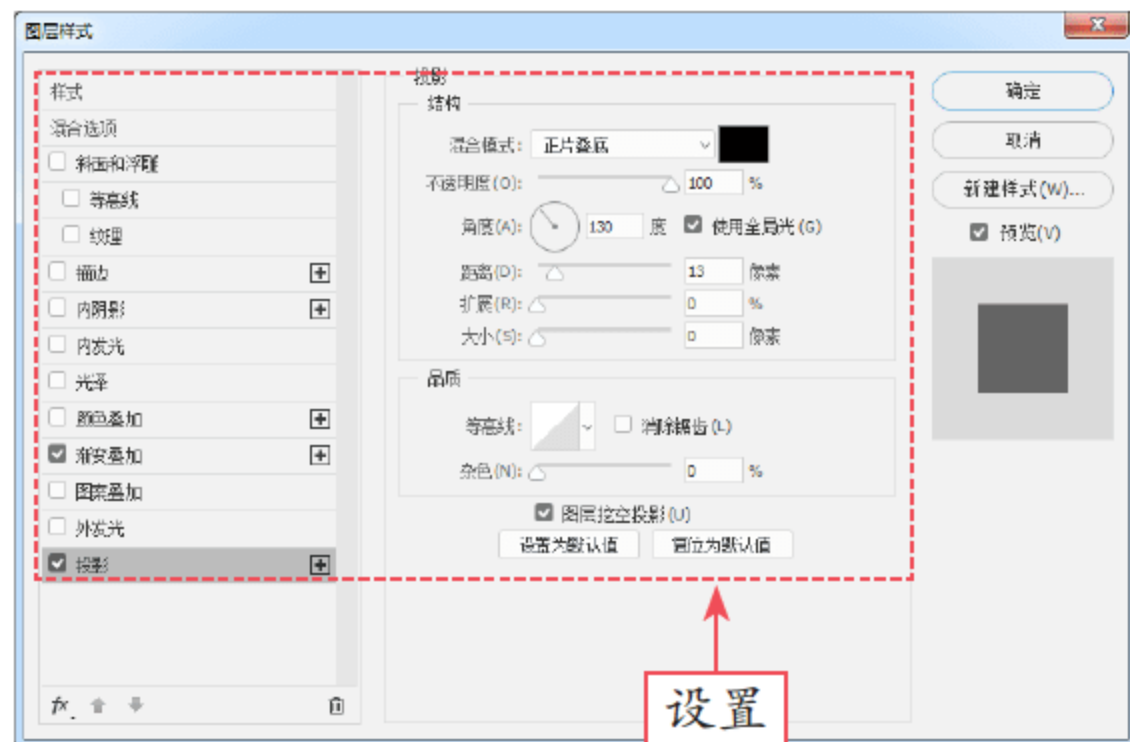 图层样式
样式
混合选项
斜面和浮雕
等高线
纹理
描边
内阴影
内发光
光泽
颜色叠加
渐变叠加
图案叠加
外发光
投影
fx
投影
结构
混合模式: 正片叠底
不透明度(O): 100 %
角度(A): 130 度 使用全局光(G)
距离(D): 13 像素
扩展(R): 0 %
大小(S): 0 像素
品质
等高线: 消除锯齿(L)
杂色(N): 0 %
图层挖空投影(U)
设置为默认值 复位为默认值
确定
取消
新建样式(W)...
预览(V)
设置